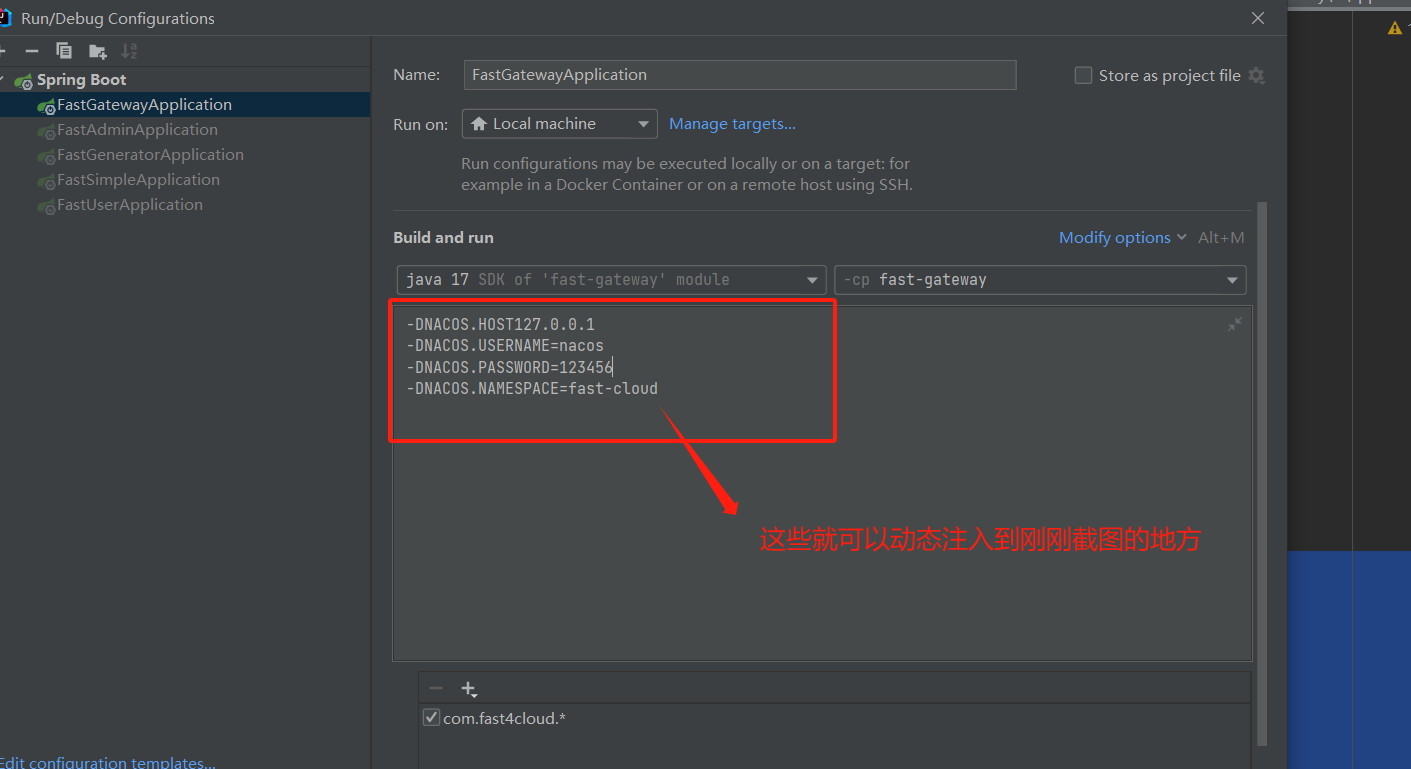 Run/Debug Configurations
Spring Boot
FastGatewayApplication
FastAdminApplication
FastGeneratorApplication
FastSimpleApplication
FastUserApplication
Name:
FastGatewayApplication
Store as project file
Run on:
Local machine
Manage targets...
Run configurations may be executed locally or on a target: for
example in a Docker Container or on a remote host using SSH.
Build and run
Modify options
Alt+M
java 17 SDK of 'fast-gateway' module
-cp fast-gateway
-DNACOS.HOST127.0.0.1
-DNACOS.USERNAME=nacos
-DNACOS.PASSWORD=123456
-DNACOS.NAMESPACE=fast-cloud
这些就可以动态注入到刚刚截图的地方
com.fast4cloud.*
Edit configuration templates...